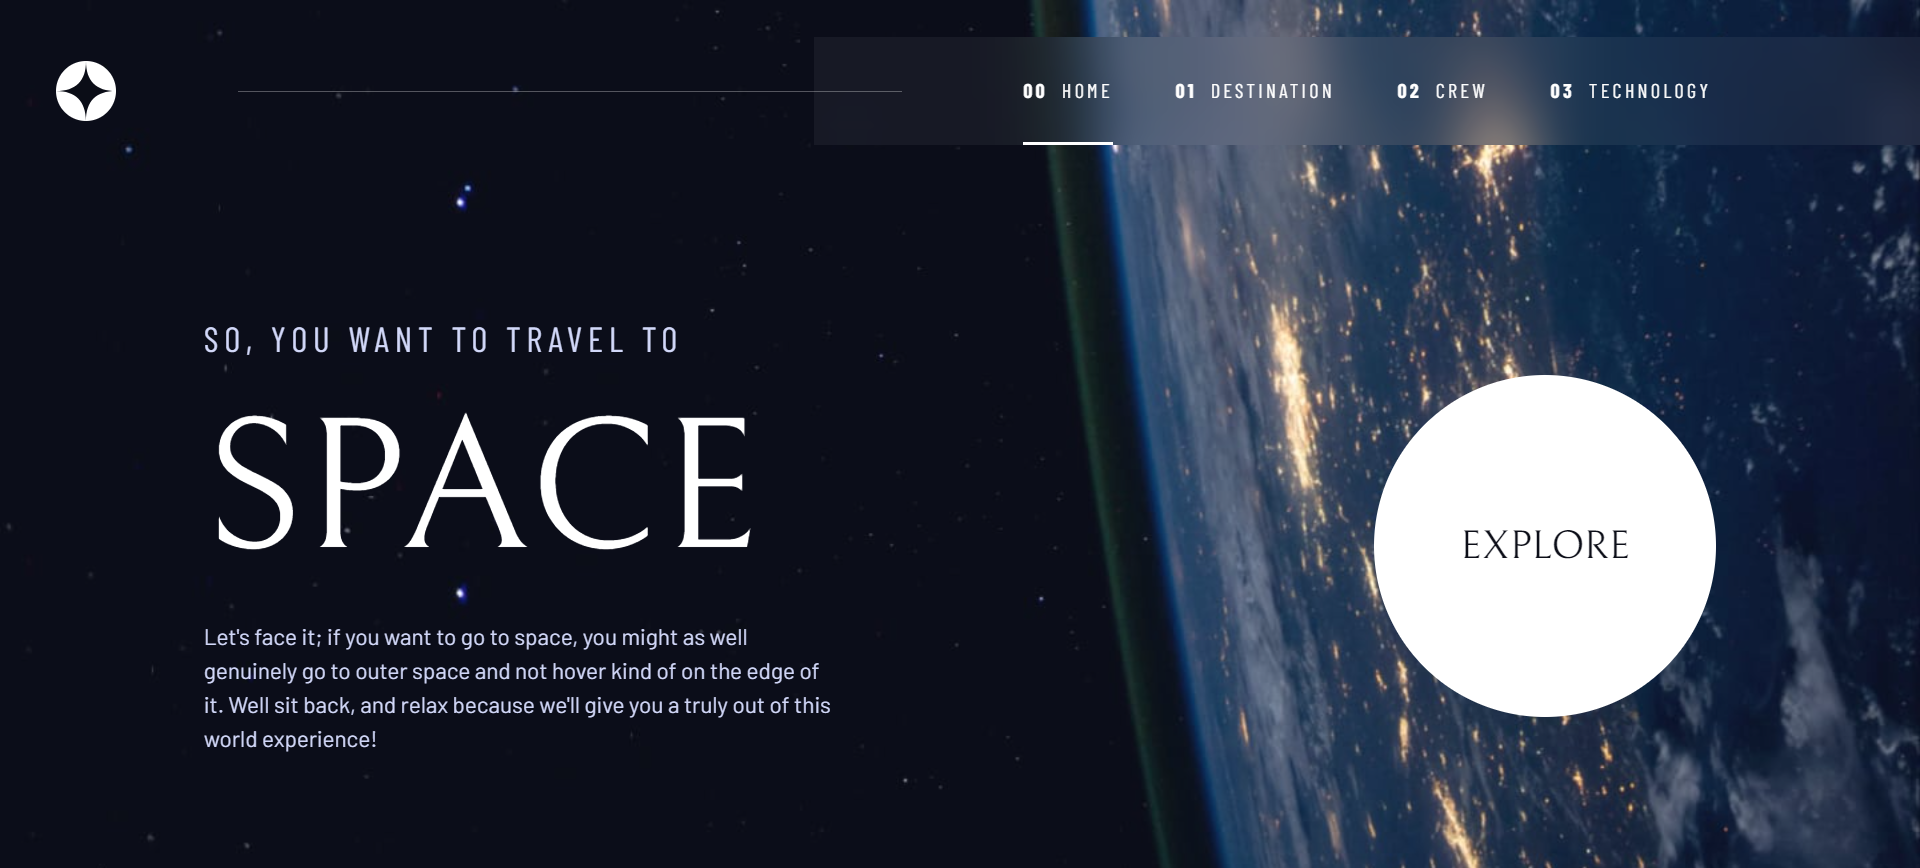 00 HOME 01 DESTINATION 02 CREW 03 TECHNOLOGY
SO, YOU WANT TO TRAVEL TO
SPACE
Let's face it; if you want to go to space, you might as well
genuinely go to outer space and not hover kind of on the edge of
it. Well sit back, and relax because we'll give you a truly out of this
world experience!
EXPLORE